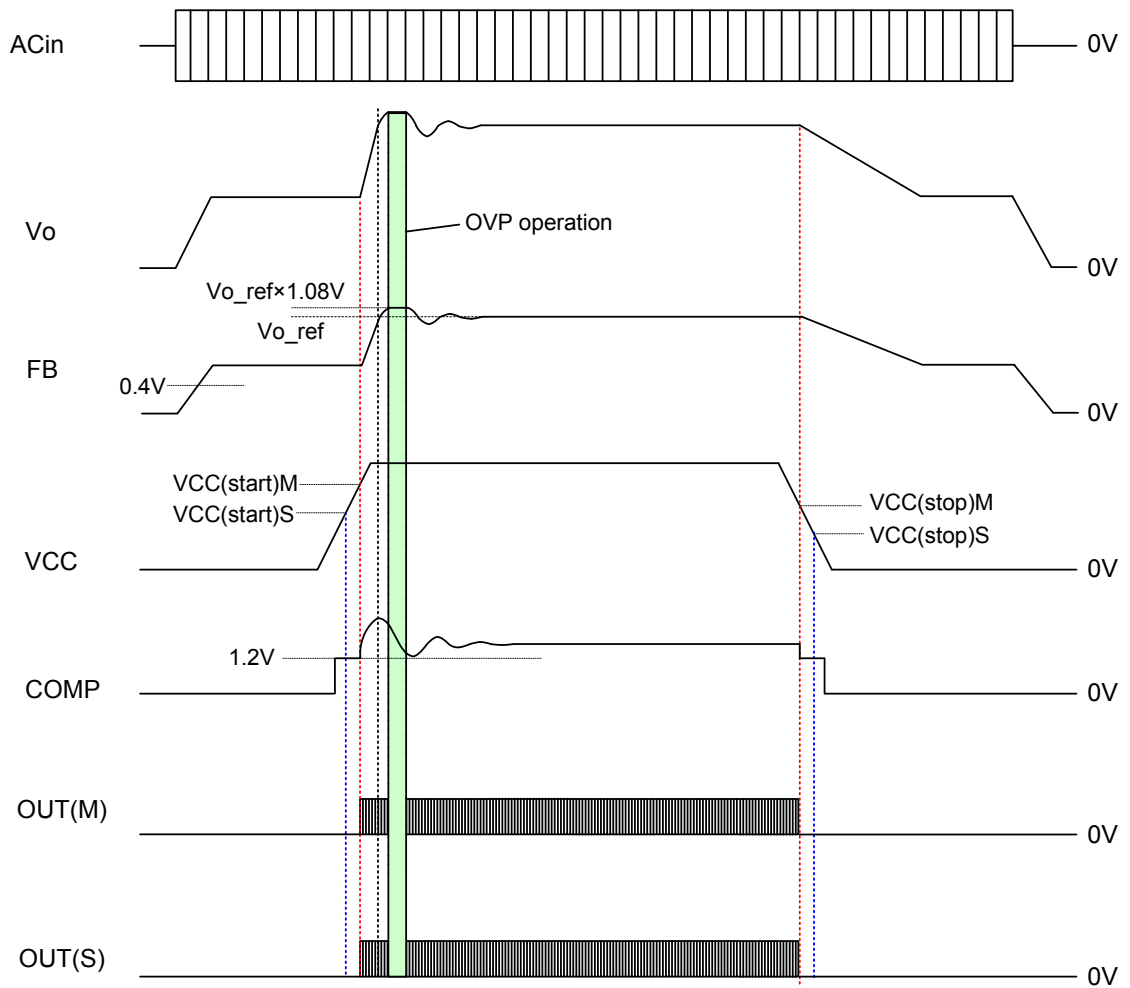 ACin
0V
Vo
OVP operation
0V
Vo_ref×1.08V
Vo_ref
FB
0.4V
0V
VCC(start)M
VCC(start)S
VCC(stop)M
VCC(stop)S
VCC
0V
1.2V
COMP
0V
OUT(M)
0V
OUT(S)
0V